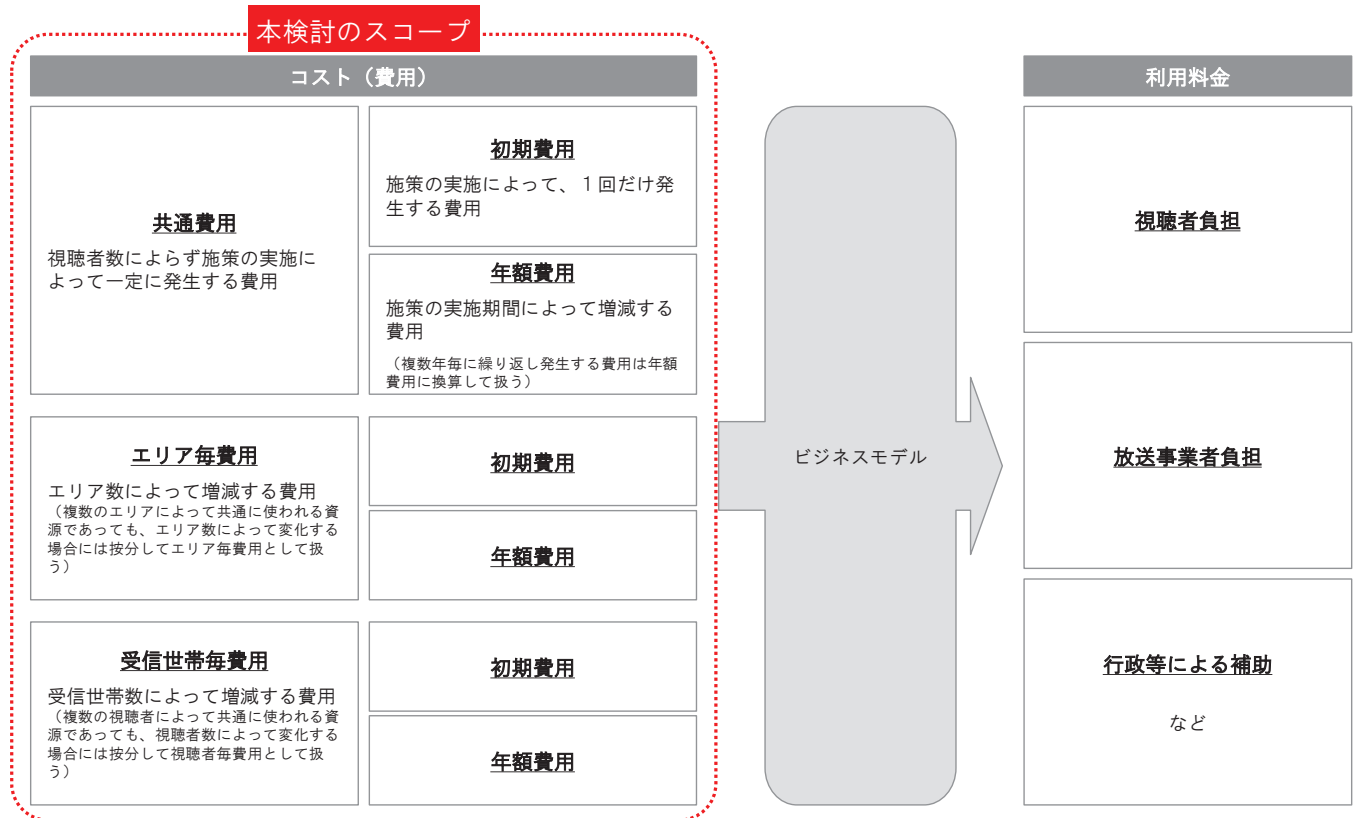 本検討のスコープ
コスト（費用）
共通費用
視聴者数によらず施策の実施に
よって一定に発生する費用
初期費用
施策の実施によって、１回だけ発
生する費用
年額費用
施策の実施期間によって増減する
費用
（複数年毎に繰り返し発生する費用は年額
費用に換算して扱う）
エリア毎費用
エリア数によって増減する費用
（複数のエリアによって共通に使われる資
源であっても、エリア数によって変化する
場合には按分してエリア毎費用として扱
う）
初期費用
年額費用
受信世帯毎費用
受信世帯数によって増減する費用
（複数の視聴者によって共通に使われる資
源であっても、視聴者数によって変化する
場合には按分して視聴者毎費用として扱
う）
初期費用
年額費用
ビジネスモデル
利用料金
視聴者負担
放送事業者負担
行政等による補助
など